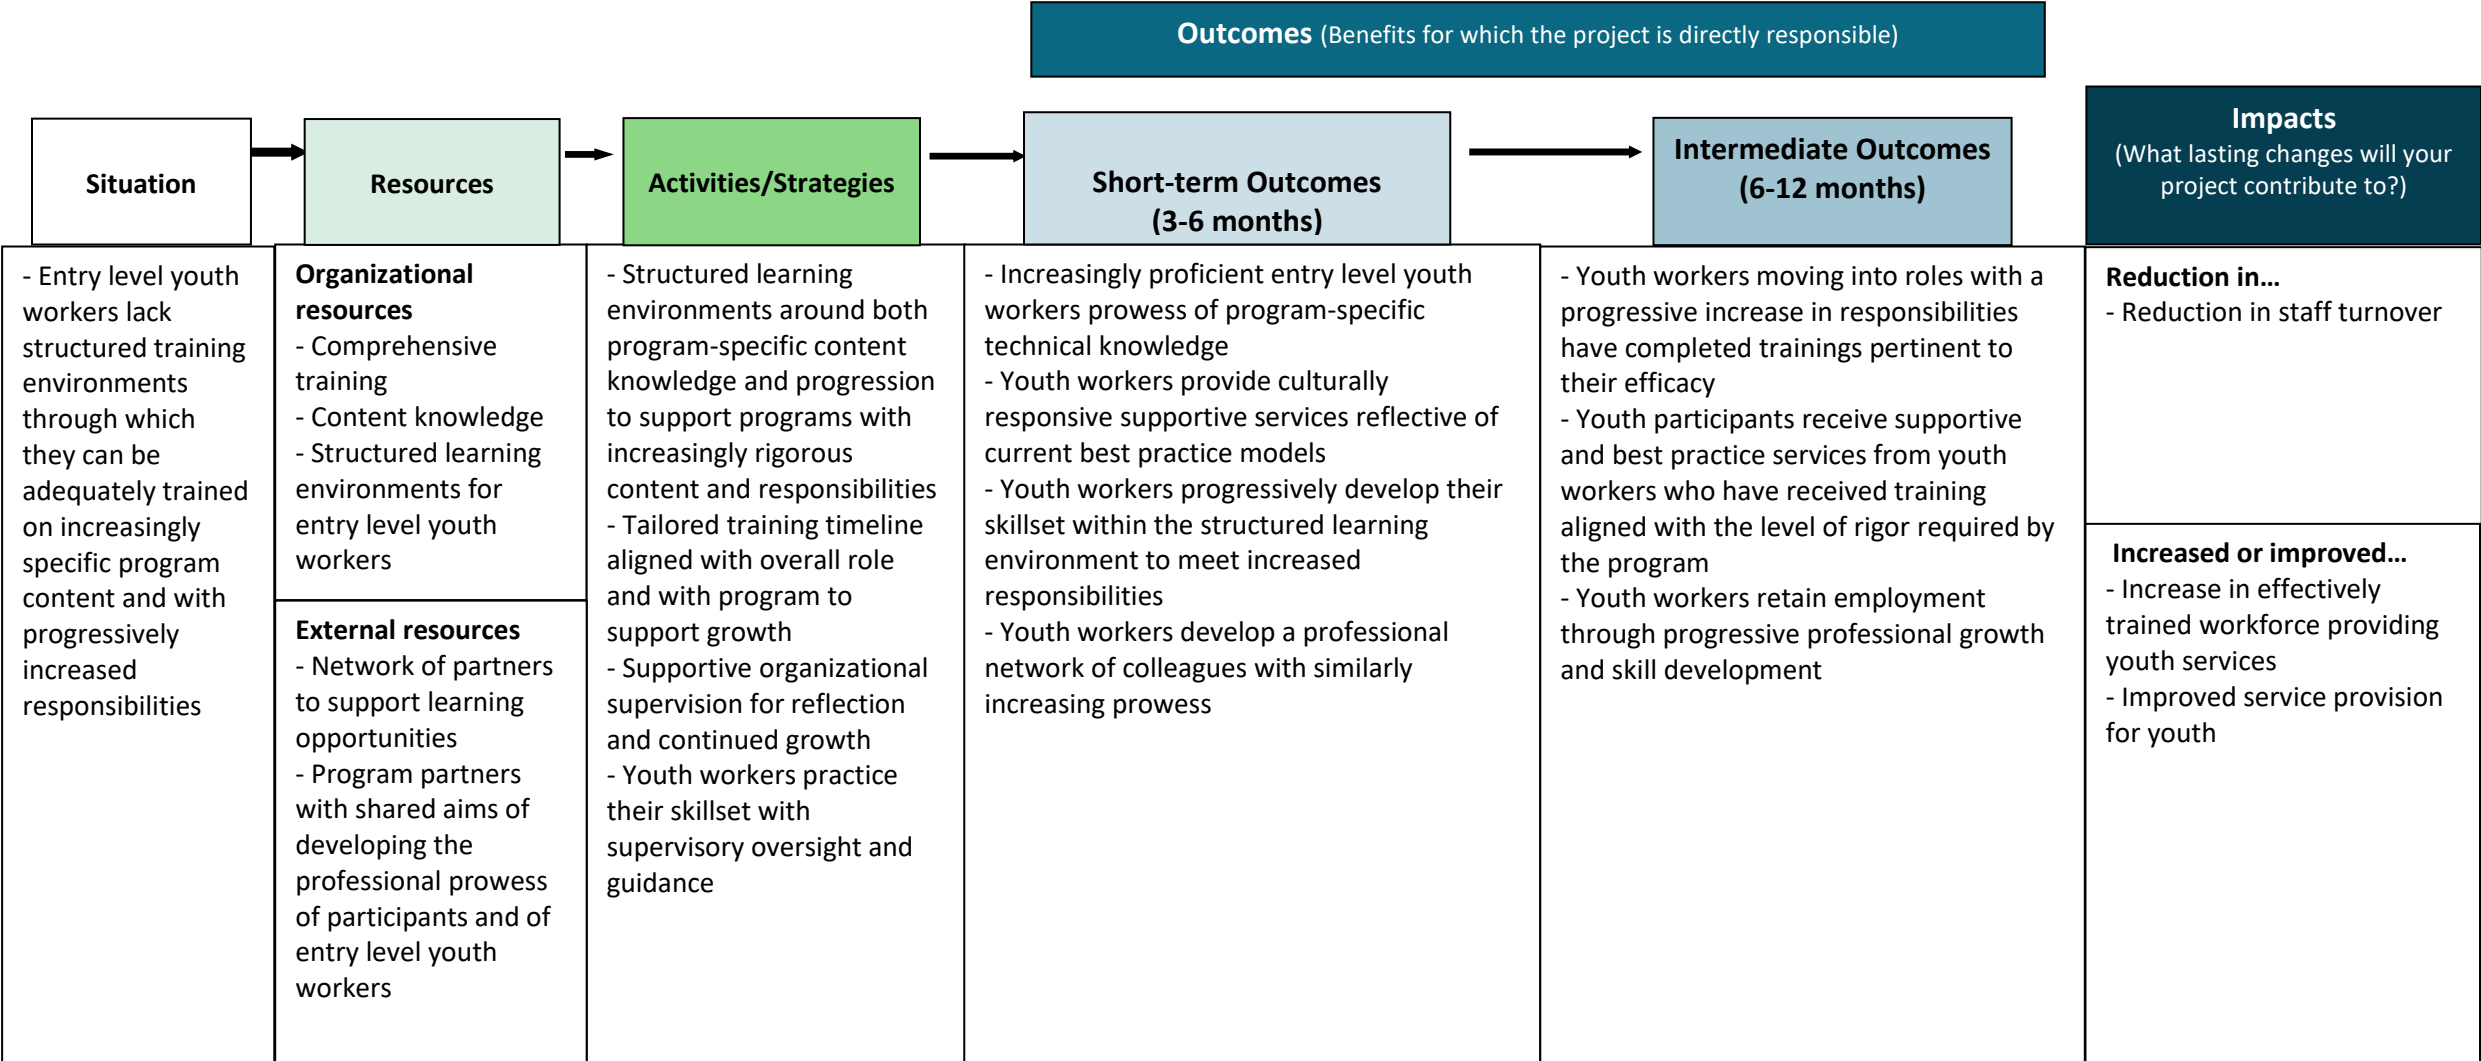 Outcomes (Benefits for which the project is directly responsible)
Situation
Resources
Activities/Strategies
Short-term Outcomes
(3-6 months)
Intermediate Outcomes
(6-12 months)
Impacts
(What lasting changes will your
project contribute to?)
- Entry level youth
workers lack
structured training
environments
through which
they can be
adequately trained
on increasingly
specific program
content and with
progressively
increased
responsibilities
Organizational
resources
- Comprehensive
training
- Content knowledge
- Structured learning
environments for
entry level youth
workers
External resources
- Network of partners
to support learning
opportunities
- Program partners
with shared aims of
developing the
professional prowess
of participants and of
entry level youth
workers
- Structured learning
environments around both
program-specific content
knowledge and progression
to support programs with
increasingly rigorous
content and responsibilities
- Tailored training timeline
aligned with overall role
and with program to
support growth
- Supportive organizational
supervision for reflection
and continued growth
- Youth workers practice
their skillset with
supervisory oversight and
guidance
- Increasingly proficient entry level youth
workers prowess of program-specific
technical knowledge
- Youth workers provide culturally
responsive supportive services reflective of
current best practice models
- Youth workers progressively develop their
skillset within the structured learning
environment to meet increased
responsibilities
- Youth workers develop a professional
network of colleagues with similarly
increasing prowess
- Youth workers moving into roles with a
progressive increase in responsibilities
have completed trainings pertinent to
their efficacy
- Youth participants receive supportive
and best practice services from youth
workers who have received training
aligned with the level of rigor required by
the program
- Youth workers retain employment
through progressive professional growth
and skill development
Reduction in…
- Reduction in staff turnover
Increased or improved…
- Increase in effectively
trained workforce providing
youth services
- Improved service provision
for youth